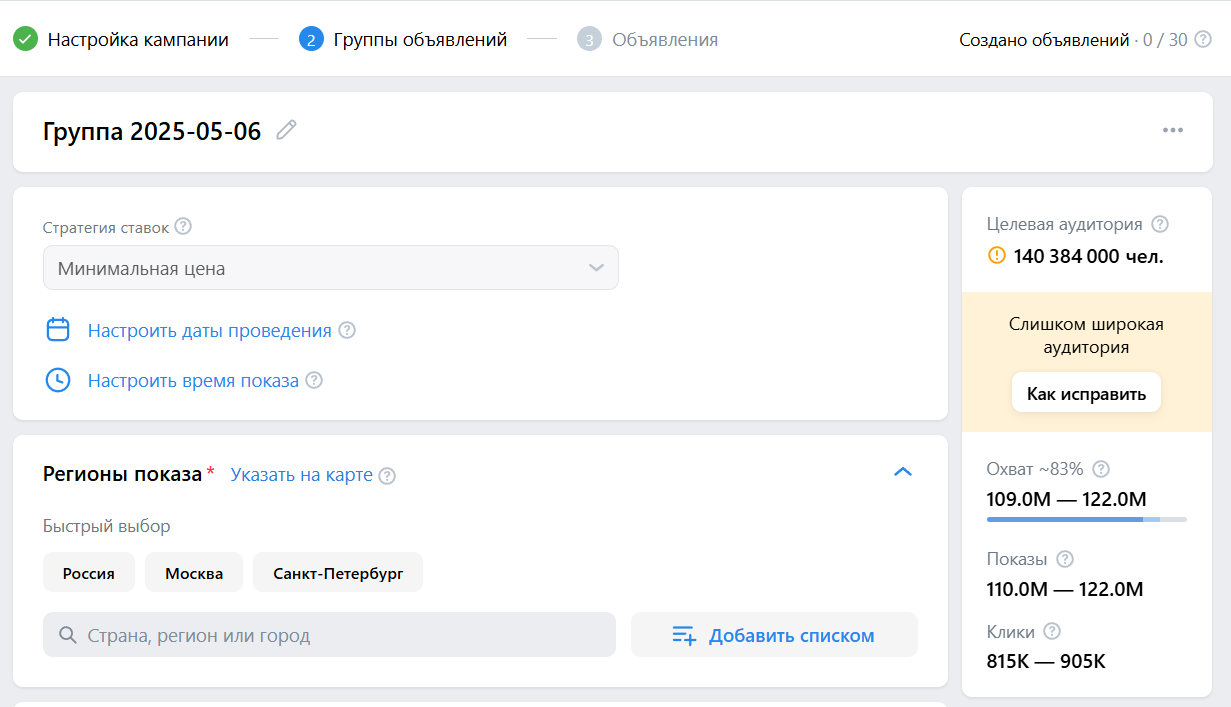 Настройка кампании
2 Группы объявлений
3 Объявления
Создано объявлений · 0 / 30 ?
Группа 2025-05-06
Стратегия ставок ?
Минимальная цена
Настроить даты проведения ?
Настроить время показа ?
Регионы показа * Указать на карте ?
Быстрый выбор
Россия
Москва
Санкт-Петербург
Страна, регион или город
Добавить списком
Целевая аудитория ?
140 384 000 чел.
Слишком широкая
аудитория
Как исправить
Охват ~83% ?
109.0M — 122.0M
Показы ?
110.0M — 122.0M
Клики ?
815K — 905K